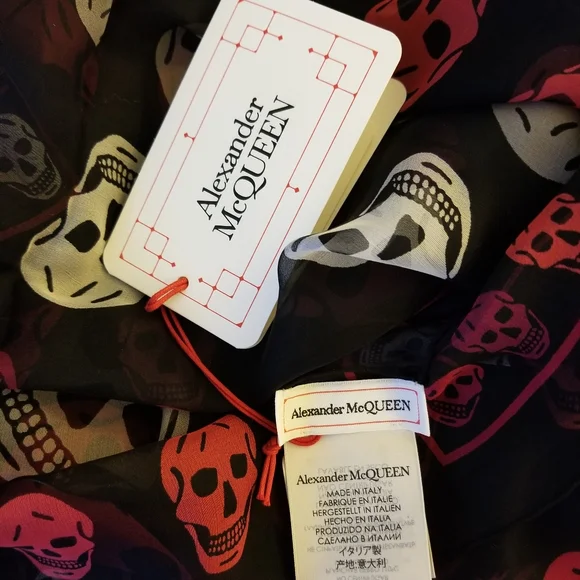 Alexander
McQUEEN
Alexander McQUEEN
Alexander McQUEEN
MADE IN ITALY
FABRIQUE EN ITALIE
HERGESTELLT IN ITALIEN
HECHO EN ITALIA
PRODUZIDO NA ITALIA
СДЕЛАНО В ИТАЛИИ
イタリア製
产地:意大利